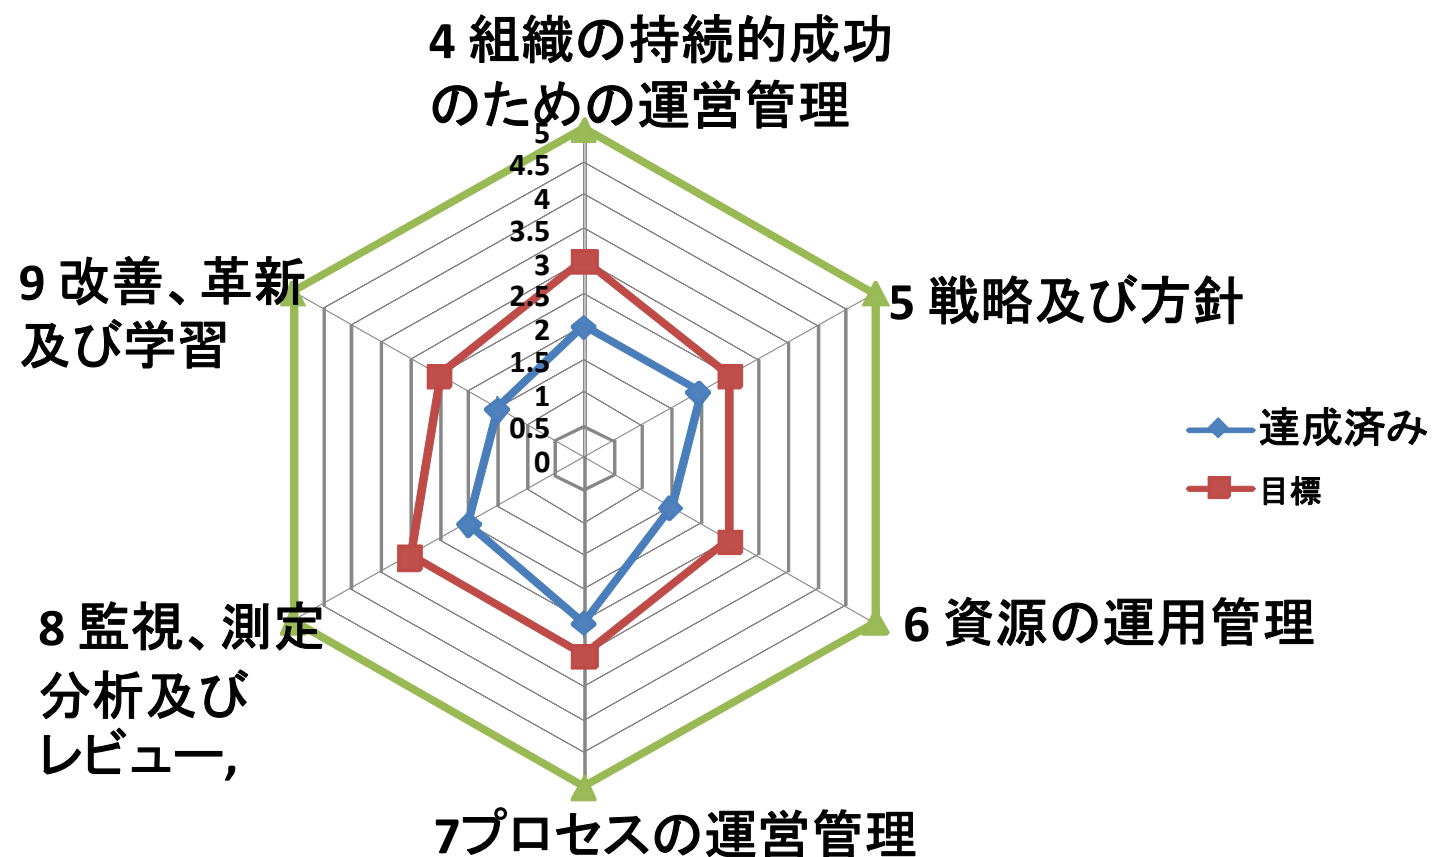 4 組織の持続的成功
のための運営管理
5
4.5
4
3.5
3
2.5
2
1.5
1
0.5
0
9 改善、革新
及び学習
5 戦略及び方針
達成済み
目標
8 監視、測定
分析及び
レビュー,
6 資源の運用管理
7プロセスの運営管理